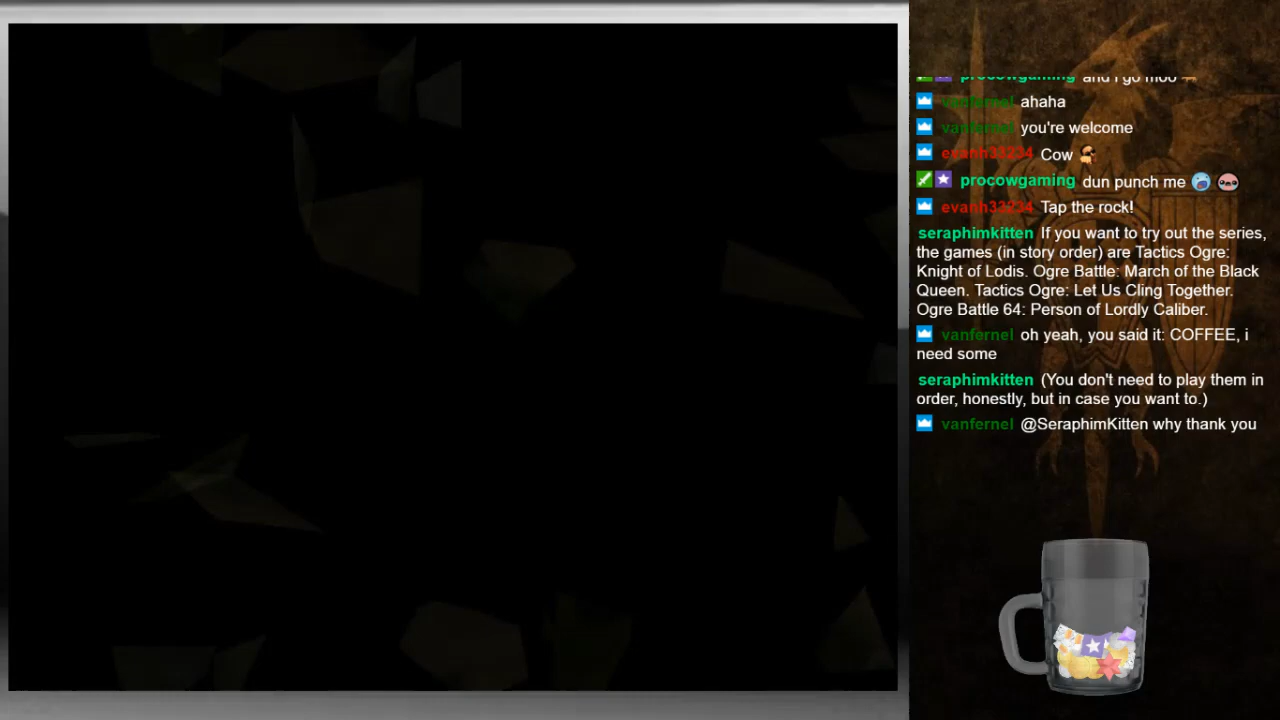 procowgaming and i go moo
vanfernel ahaha
vanfernel you're welcome
evanh33234 Cow
procowgaming dun punch me
evanh33234 Tap the rock!
seraphimkitten If you want to try out the series,
the games (in story order) are Tactics Ogre:
Knight of Lodis. Ogre Battle: March of the Black
Queen. Tactics Ogre: Let Us Cling Together.
Ogre Battle 64: Person of Lordly Caliber.
vanfernel oh yeah, you said it: COFFEE, i
need some
seraphimkitten (You don't need to play them in
order, honestly, but in case you want to.)
vanfernel @SeraphimKitten why thank you